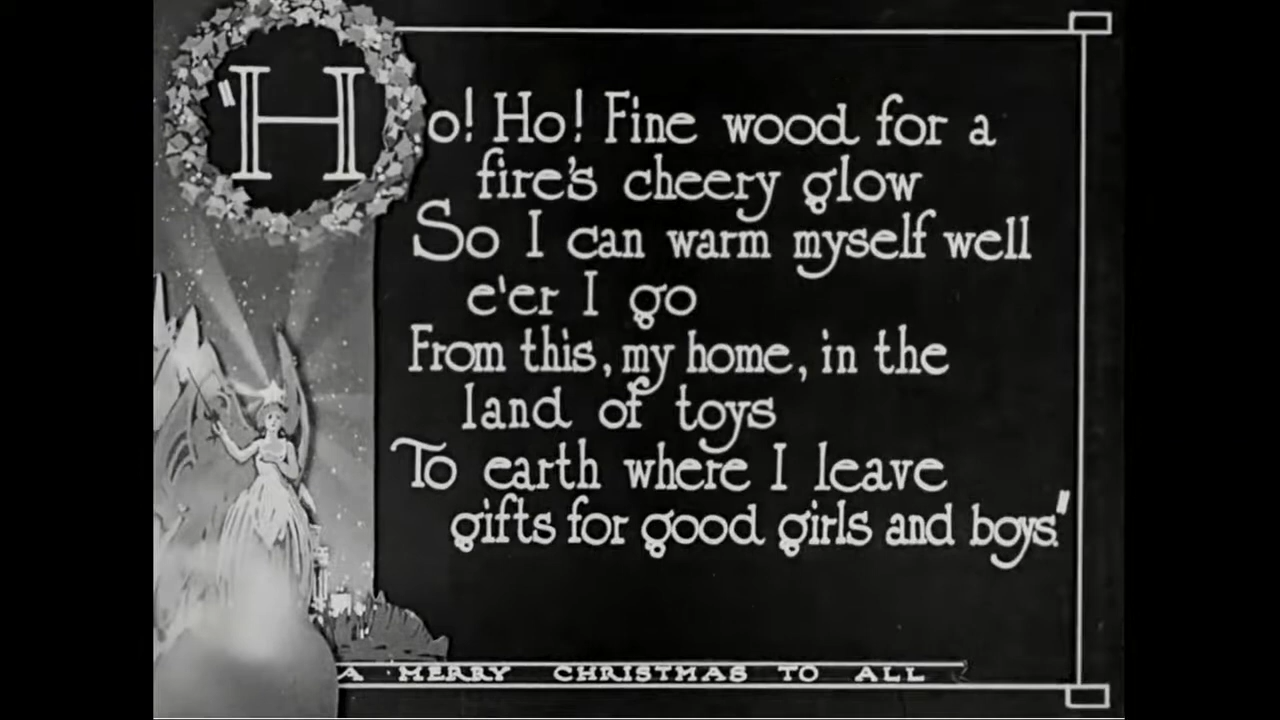 "Ho! Ho! Fine wood for a
fire's cheery glow
So I can warm myself well
e'er I go
From this, my home, in the
land of toys
To earth where I leave
gifts for good girls and boys."
A MERRY CHRISTMAS TO ALL